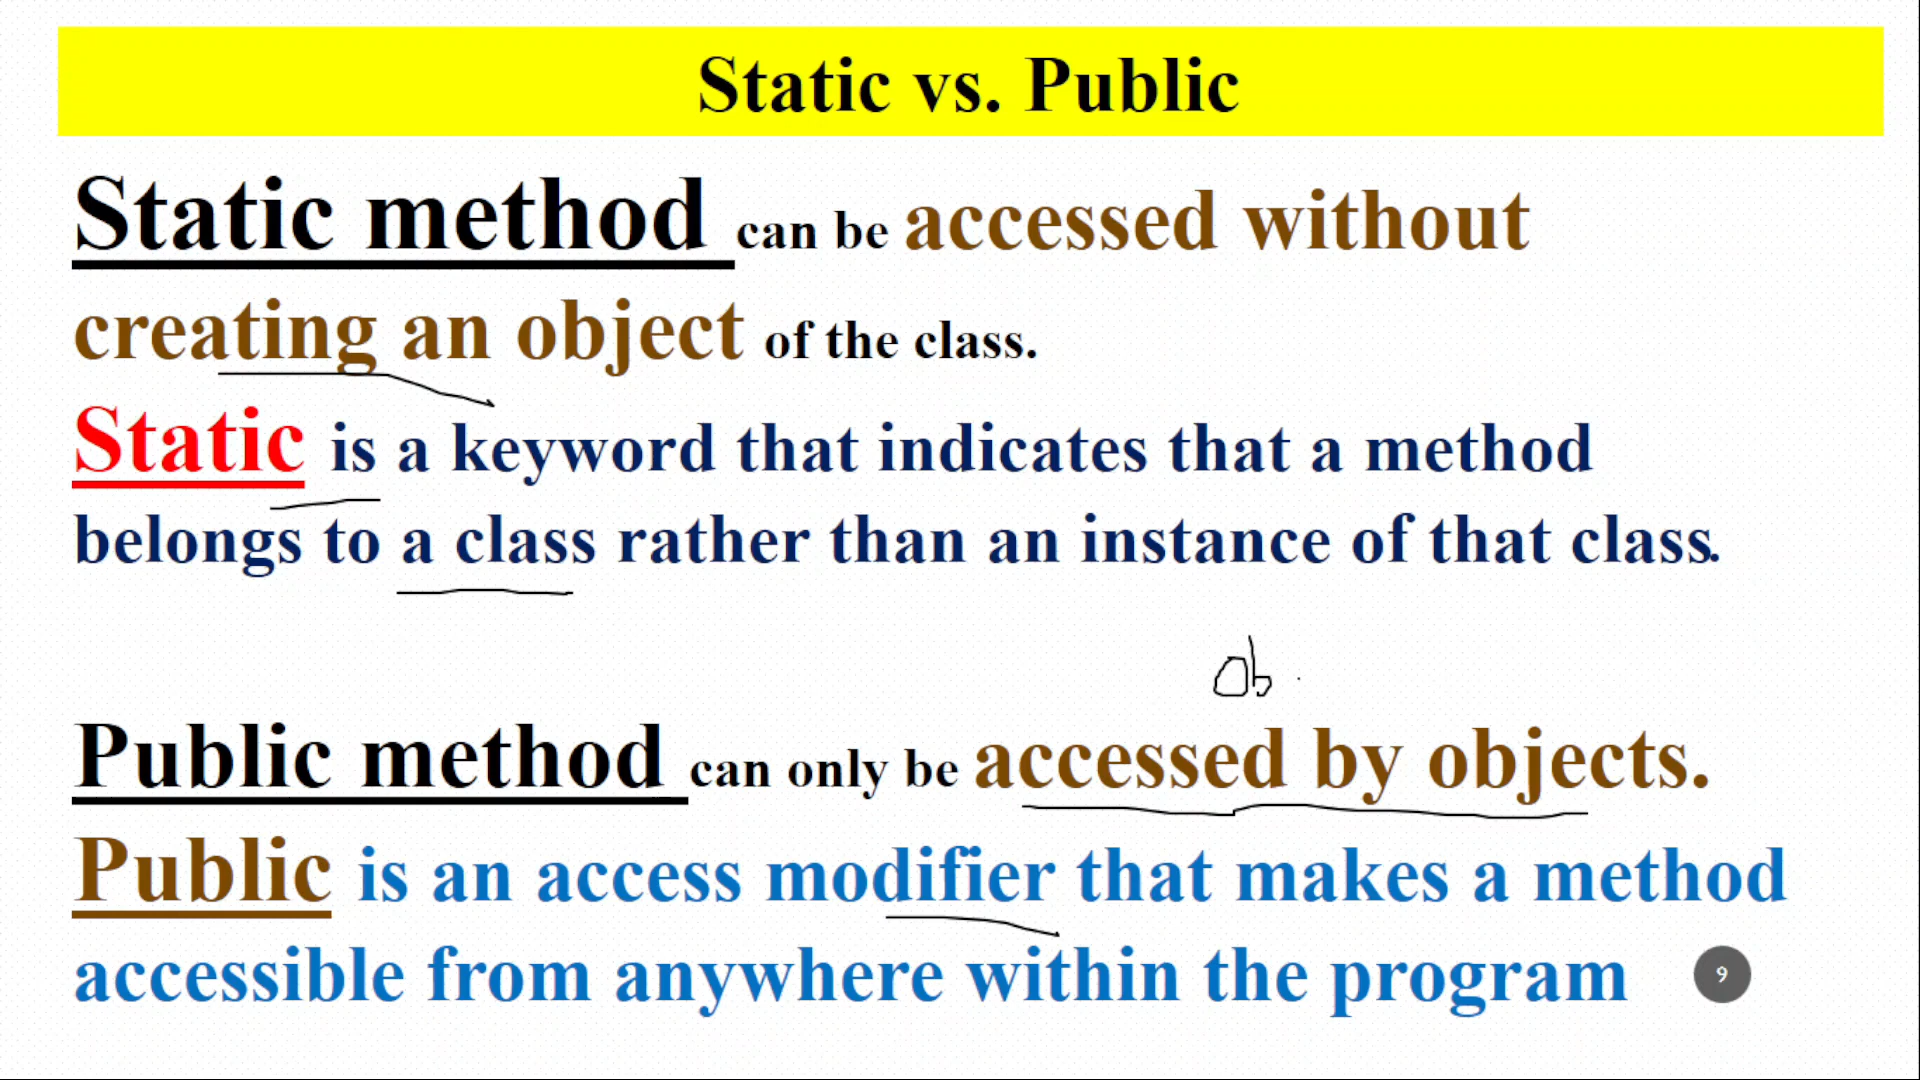 Static vs. Public
Static method can be accessed without
creating an object of the class.
Static is a keyword that indicates that a method
belongs to a class rather than an instance of that class.
ob
Public method can only be accessed by objects.
Public is an access modifier that makes a method
accessible from anywhere within the program
9